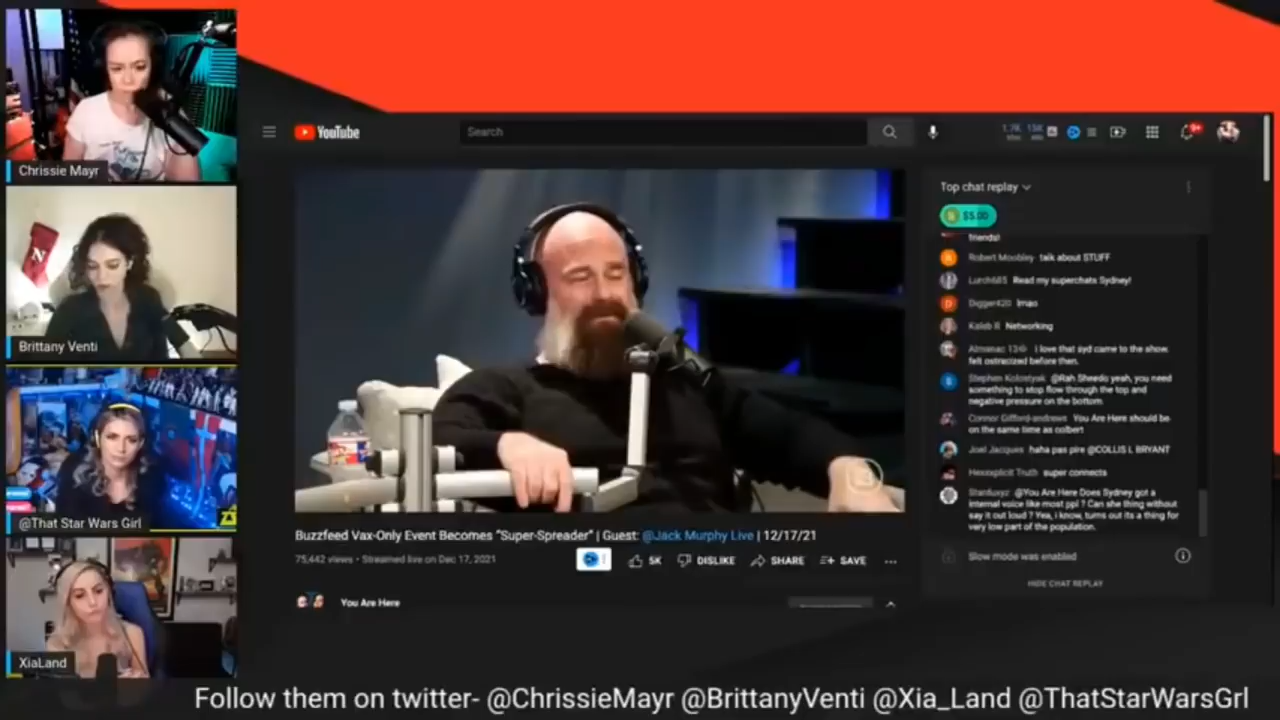 Chrissie Mayr
Brittany Venti
@That Star Wars Girl
XiaLand
N
YouTube
Search
9+
Top chat replay
$5.00
friends!
Robert Moobley talk about STUFF
Lurch685 Read my superchats Sydney!
Digger420 lmao
Kaleb R Networking
Almanac 13 i love that syd came to the show.
felt ostracized before then.
Stephen Kolostyak @Rah Sheedo yeah, you need
something to stop flow through the top and
negative pressure on the bottom.
Connor Gifford-andrews You Are Here should be
on the same time as colbert
Joel Jacques haha pas pire @COLLIS L BRYANT
Hexxxplicit Truth super connects
@You Are Here Does Sydney got a
internal voice like most ppl ? Can she thing without
say it out loud ? Yea, i know, turns out its a thing for
very low part of the population.
Slow mode was enabled
HIDE CHAT REPLAY
Buzzfeed Vax-Only Event Becomes "Super-Spreader" | Guest: @Jack Murphy Live | 12/17/21
75,442 views • Streamed live on Dec 17, 2021
5K DISLIKE SHARE SAVE
You Are Here
Follow them on twitter- @ChrissieMayr @BrittanyVenti @Xia_Land @ThatStarWarsGrl